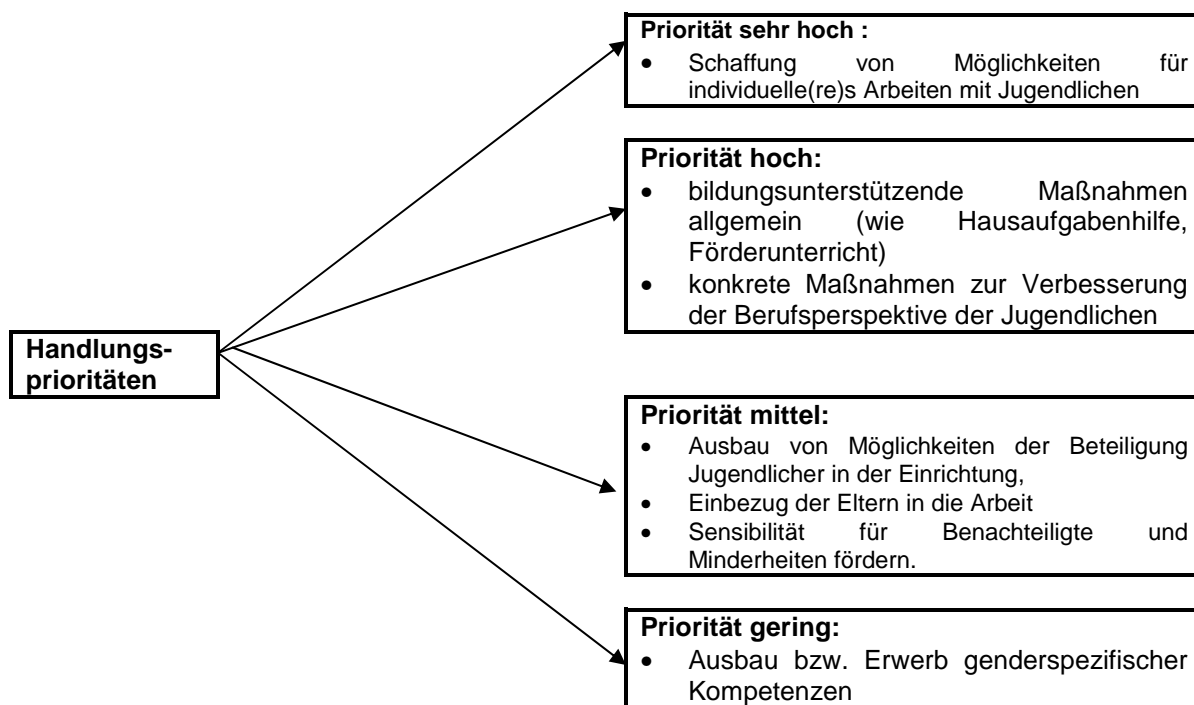 Priorität sehr hoch :
• Schaffung von Möglichkeiten für
individuelle(re)s Arbeiten mit Jugendlichen
Priorität hoch:
• bildungsunterstützende Maßnahmen
allgemein (wie Hausaufgabenhilfe,
Förderunterricht)
• konkrete Maßnahmen zur Verbesserung
der Berufsperspektive der Jugendlichen
Handlungs-
prioritäten
Priorität mittel:
• Ausbau von Möglichkeiten der Beteiligung
Jugendlicher in der Einrichtung,
• Einbezug der Eltern in die Arbeit
• Sensibilität für Benachteiligte und
Minderheiten fördern.
Priorität gering:
• Ausbau bzw. Erwerb genderspezifischer
Kompetenzen